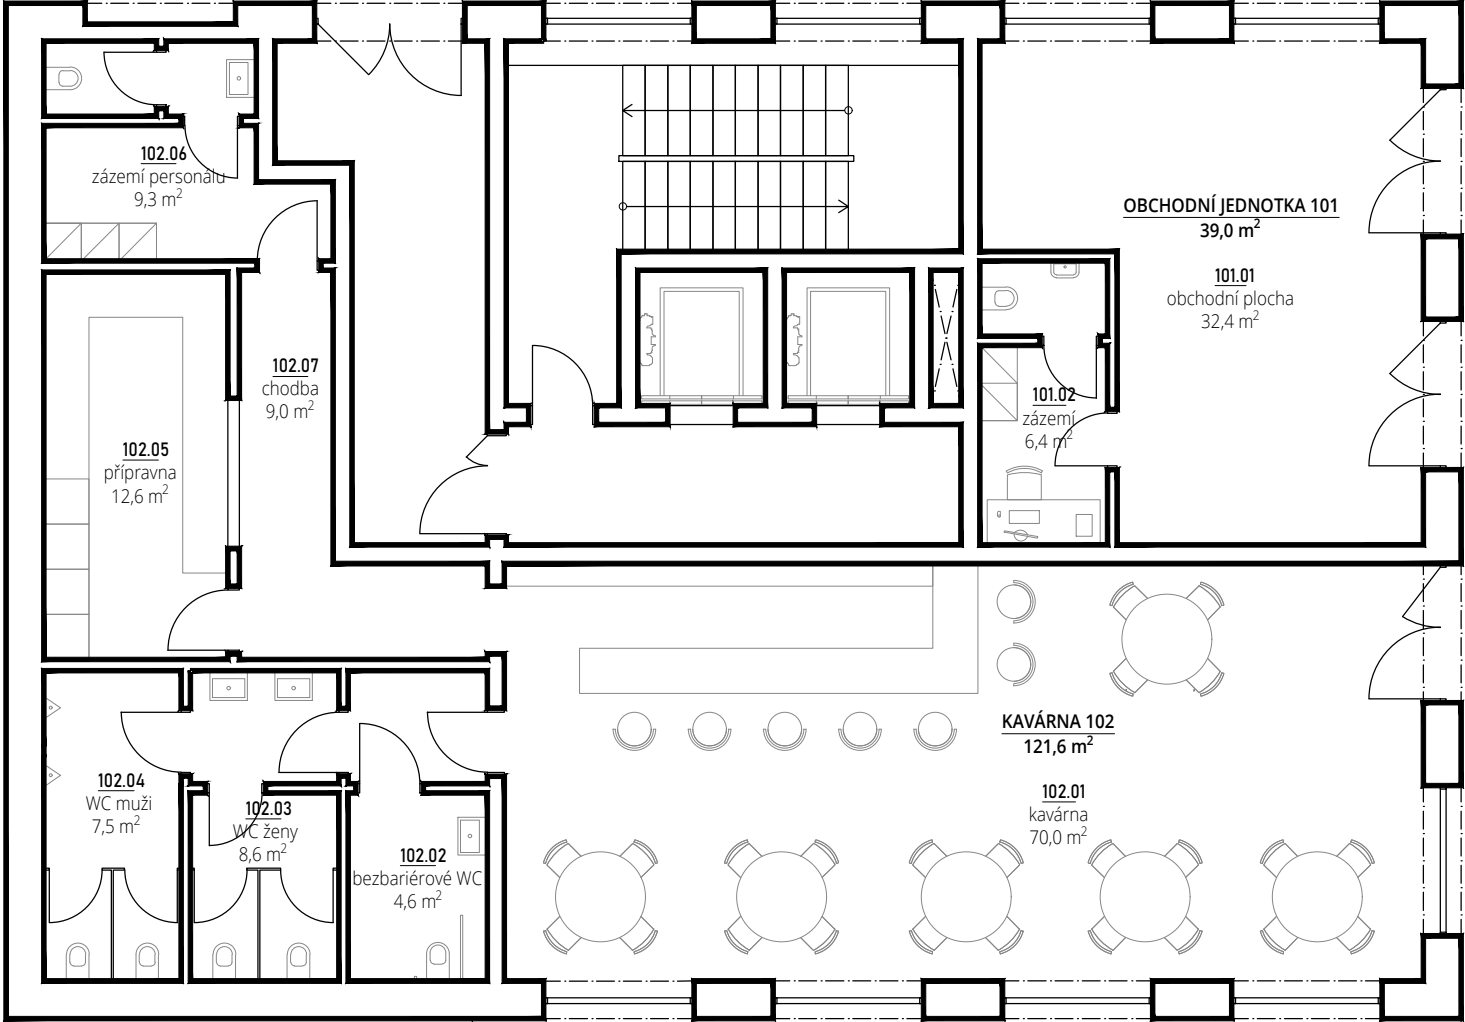 102.06
zázemí personálu
9,3 m²
OBCHODNÍ JEDNOTKA 101
39,0 m²
101.01
obchodní plocha
32,4 m²
102.07
chodba
9,0 m²
101.02
zázemí
6,4 m²
102.05
přípravna
12,6 m²
KAVÁRNA 102
121,6 m²
102.01
kavárna
70,0 m²
102.04
WC muži
7,5 m²
102.03
WC ženy
8,6 m²
102.02
bezbariérové WC
4,6 m²